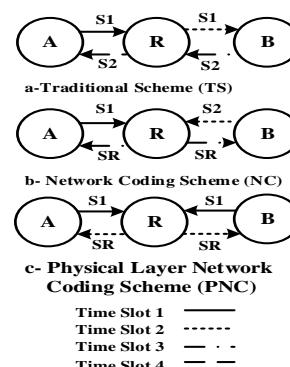 S1 S1
A R B
S2 S2
a-Traditional Scheme (TS)
S1 S2
A R B
SR SR
b- Network Coding Scheme (NC)
S1 S1
A R B
SR SR
c- Physical Layer Network
Coding Scheme (PNC)
Time Slot 1
Time Slot 2
Time Slot 3
Time Slot 4